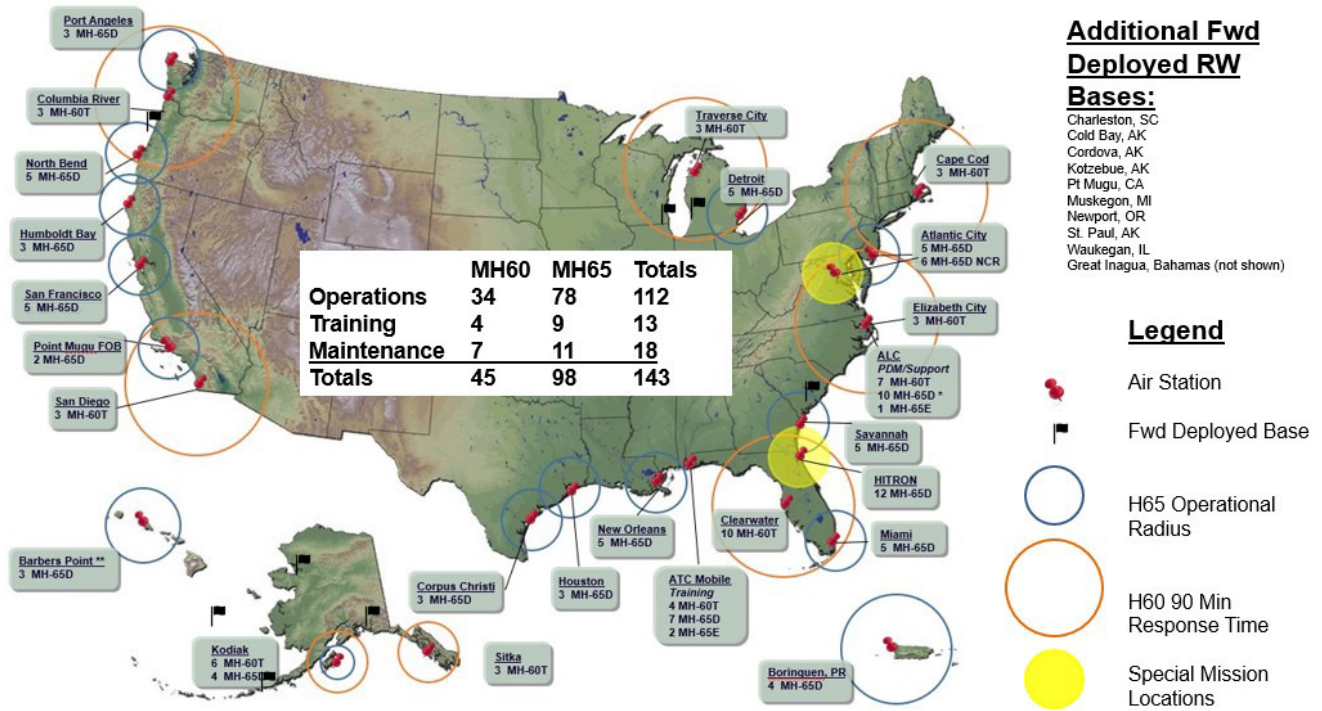 Port Angeles
3 MH-65D
Columbia River
3 MH-60T
North Bend
5 MH-65D
Humboldt Bay
3 MH-65D
San Francisco
5 MH-65D
Point Mugu FOB
2 MH-65D
San Diego
3 MH-60T
Barbers Point **
3 MH-65D
Kodiak
6 MH-60T
4 MH-65D
Sitka
3 MH-60T
Corpus Christi
3 MH-65D
Houston
3 MH-65D
New Orleans
5 MH-65D
ATC Mobile
Training
4 MH-60T
7 MH-65D
2 MH-65E
Clearwater
10 MH-60T
Miami
5 MH-65D
Borinquen, PR
4 MH-65D
HITRON
12 MH-65D
Savannah
5 MH-65D
ALC
PDM/Support
7 MH-60T
10 MH-65D *
1 MH-65E
Elizabeth City
3 MH-60T
Atlantic City
5 MH-65D
6 MH-65D NCR
Cape Cod
3 MH-60T
Detroit
5 MH-65D
Traverse City
3 MH-60T
MH60 MH65 Totals
Operations 34 78 112
Training 4 9 13
Maintenance 7 11 18
Totals 45 98 143
Additional Fwd
Deployed RW
Bases:
Charleston, SC
Cold Bay, AK
Cordova, AK
Kotzebue, AK
Pt Mugu, CA
Muskegon, MI
Newport, OR
St. Paul, AK
Waukegan, IL
Great Inagua, Bahamas (not shown)
Legend
Air Station
Fwd Deployed Base
H65 Operational
Radius
H60 90 Min
Response Time
Special Mission
Locations